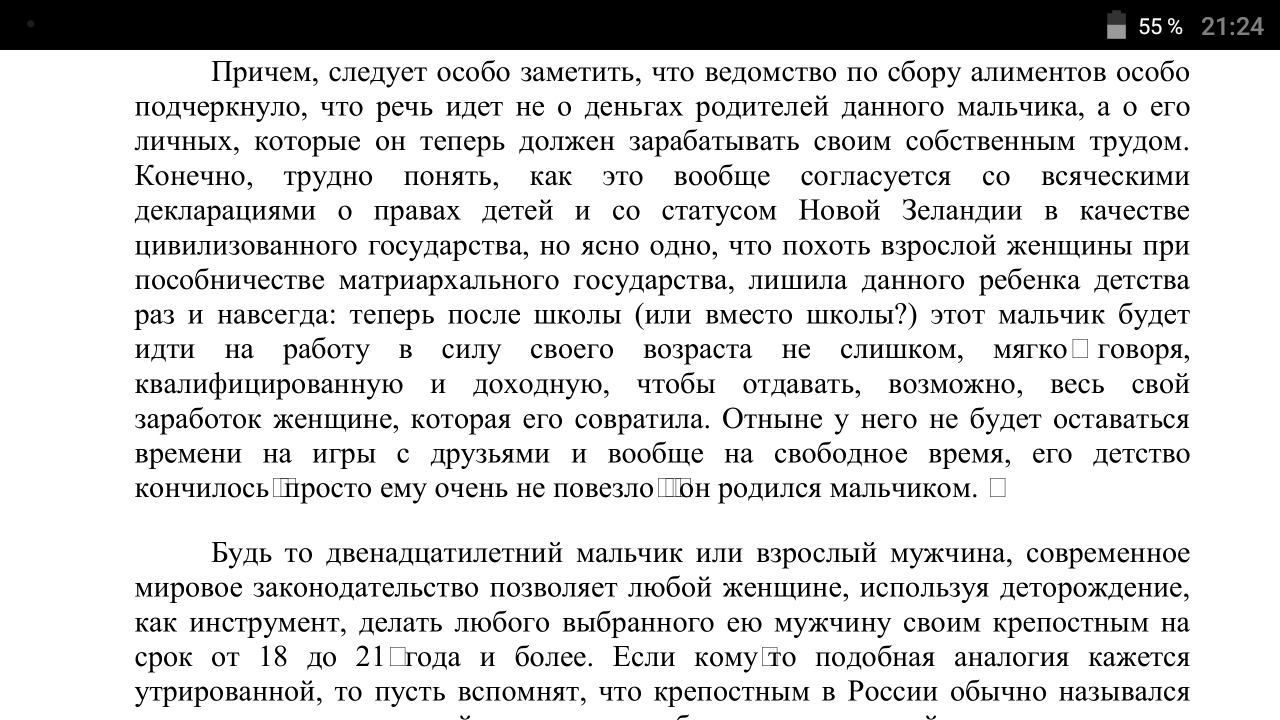 55 % 21:24
Причем, следует особо заметить, что ведомство по сбору алиментов особо
подчеркнуло, что речь идет не о деньгах родителей данного мальчика, а о его
личных, которые он теперь должен зарабатывать своим собственным трудом.
Конечно, трудно понять, как это вообще согласуется со всяческими
декларациями о правах детей и со статусом Новой Зеландии в качестве
цивилизованного государства, но ясно одно, что похоть взрослой женщины при
пособничестве матриархального государства, лишила данного ребенка детства
раз и навсегда: теперь после школы (или вместо школы?) этот мальчик будет
идти на работу в силу своего возраста не слишком, мягко говоря,
квалифицированную и доходную, чтобы отдавать, возможно, весь свой
заработок женщине, которая его совратила. Отныне у него не будет оставаться
времени на игры с друзьями и вообще на свободное время, его детство
кончилось просто ему очень не повезло он родился мальчиком.
Будь то двенадцатилетний мальчик или взрослый мужчина, современное
мировое законодательство позволяет любой женщине, используя деторождение,
как инструмент, делать любого выбранного ею мужчину своим крепостным на
срок от 18 до 21 года и более. Если кому то подобная аналогия кажется
утрированной, то пусть вспомнят, что крепостным в России обычно назывался